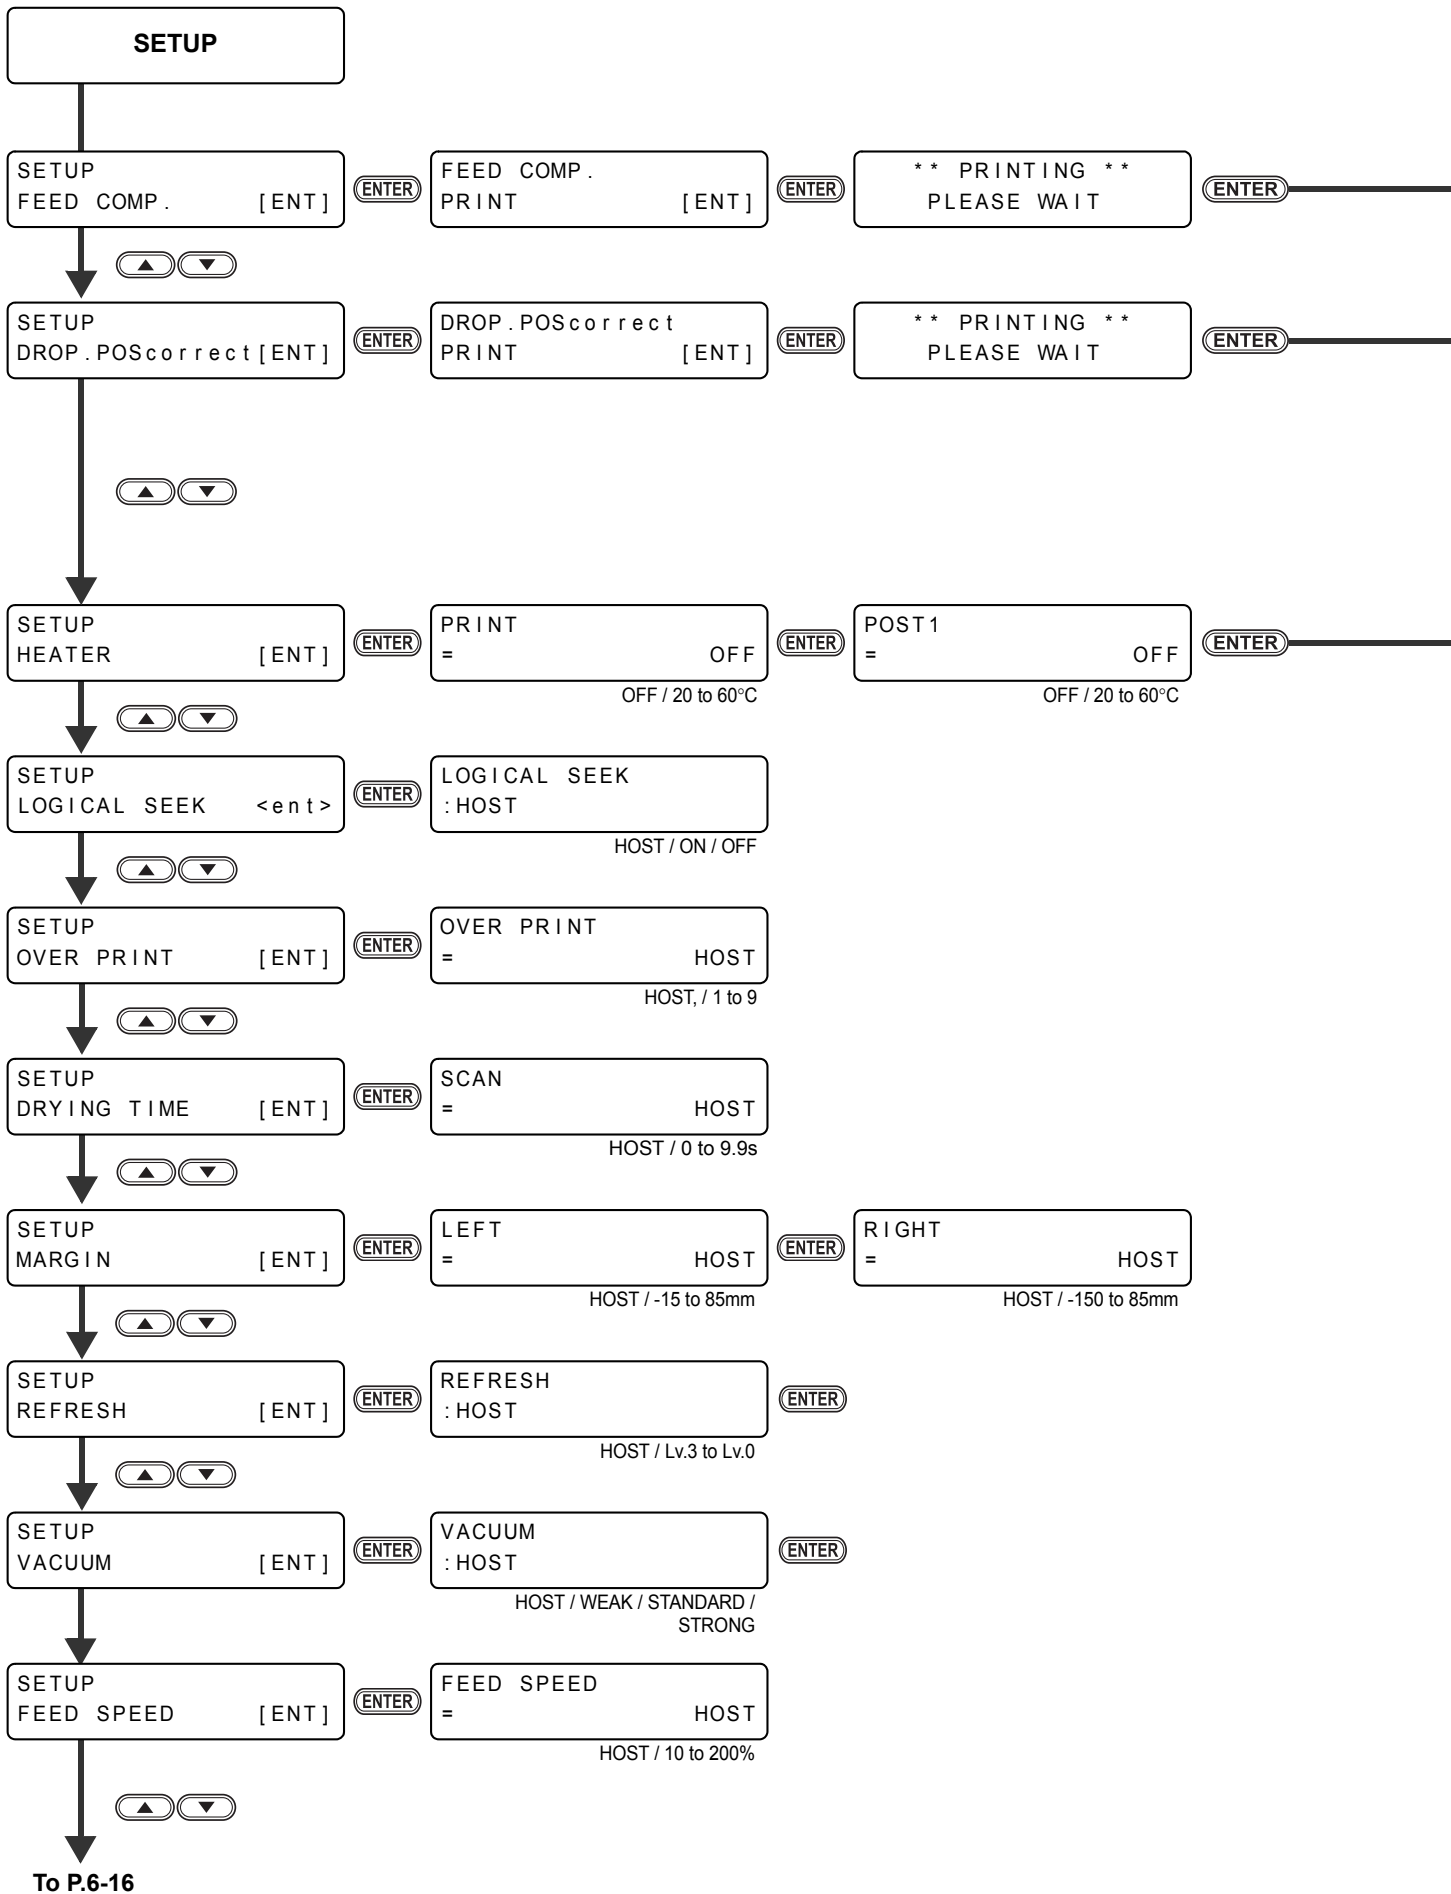 SETUP
SETUP
FEED COMP. [ENT]
ENTER
FEED COMP.
PRINT [ENT]
ENTER
** PRINTING **
PLEASE WAIT
ENTER
SETUP
DROP.POScorrect[ENT]
ENTER
DROP.POScorrect
PRINT [ENT]
ENTER
** PRINTING **
PLEASE WAIT
ENTER
SETUP
HEATER [ENT]
ENTER
PRINT
= OFF
OFF / 20 to 60°C
ENTER
POST1
= OFF
OFF / 20 to 60°C
ENTER
SETUP
LOGICAL SEEK <ent>
ENTER
LOGICAL SEEK
:HOST
HOST / ON / OFF
SETUP
OVER PRINT [ENT]
ENTER
OVER PRINT
= HOST
HOST, / 1 to 9
SETUP
DRYING TIME [ENT]
ENTER
SCAN
= HOST
HOST / 0 to 9.9s
SETUP
MARGIN [ENT]
ENTER
LEFT
= HOST
HOST / -15 to 85mm
ENTER
RIGHT
= HOST
HOST / -150 to 85mm
SETUP
REFRESH [ENT]
ENTER
REFRESH
:HOST
HOST / Lv.3 to Lv.0
ENTER
SETUP
VACUUM [ENT]
ENTER
VACUUM
:HOST
HOST / WEAK / STANDARD /
STRONG
ENTER
SETUP
FEED SPEED [ENT]
ENTER
FEED SPEED
= HOST
HOST / 10 to 200%
To P.6-16